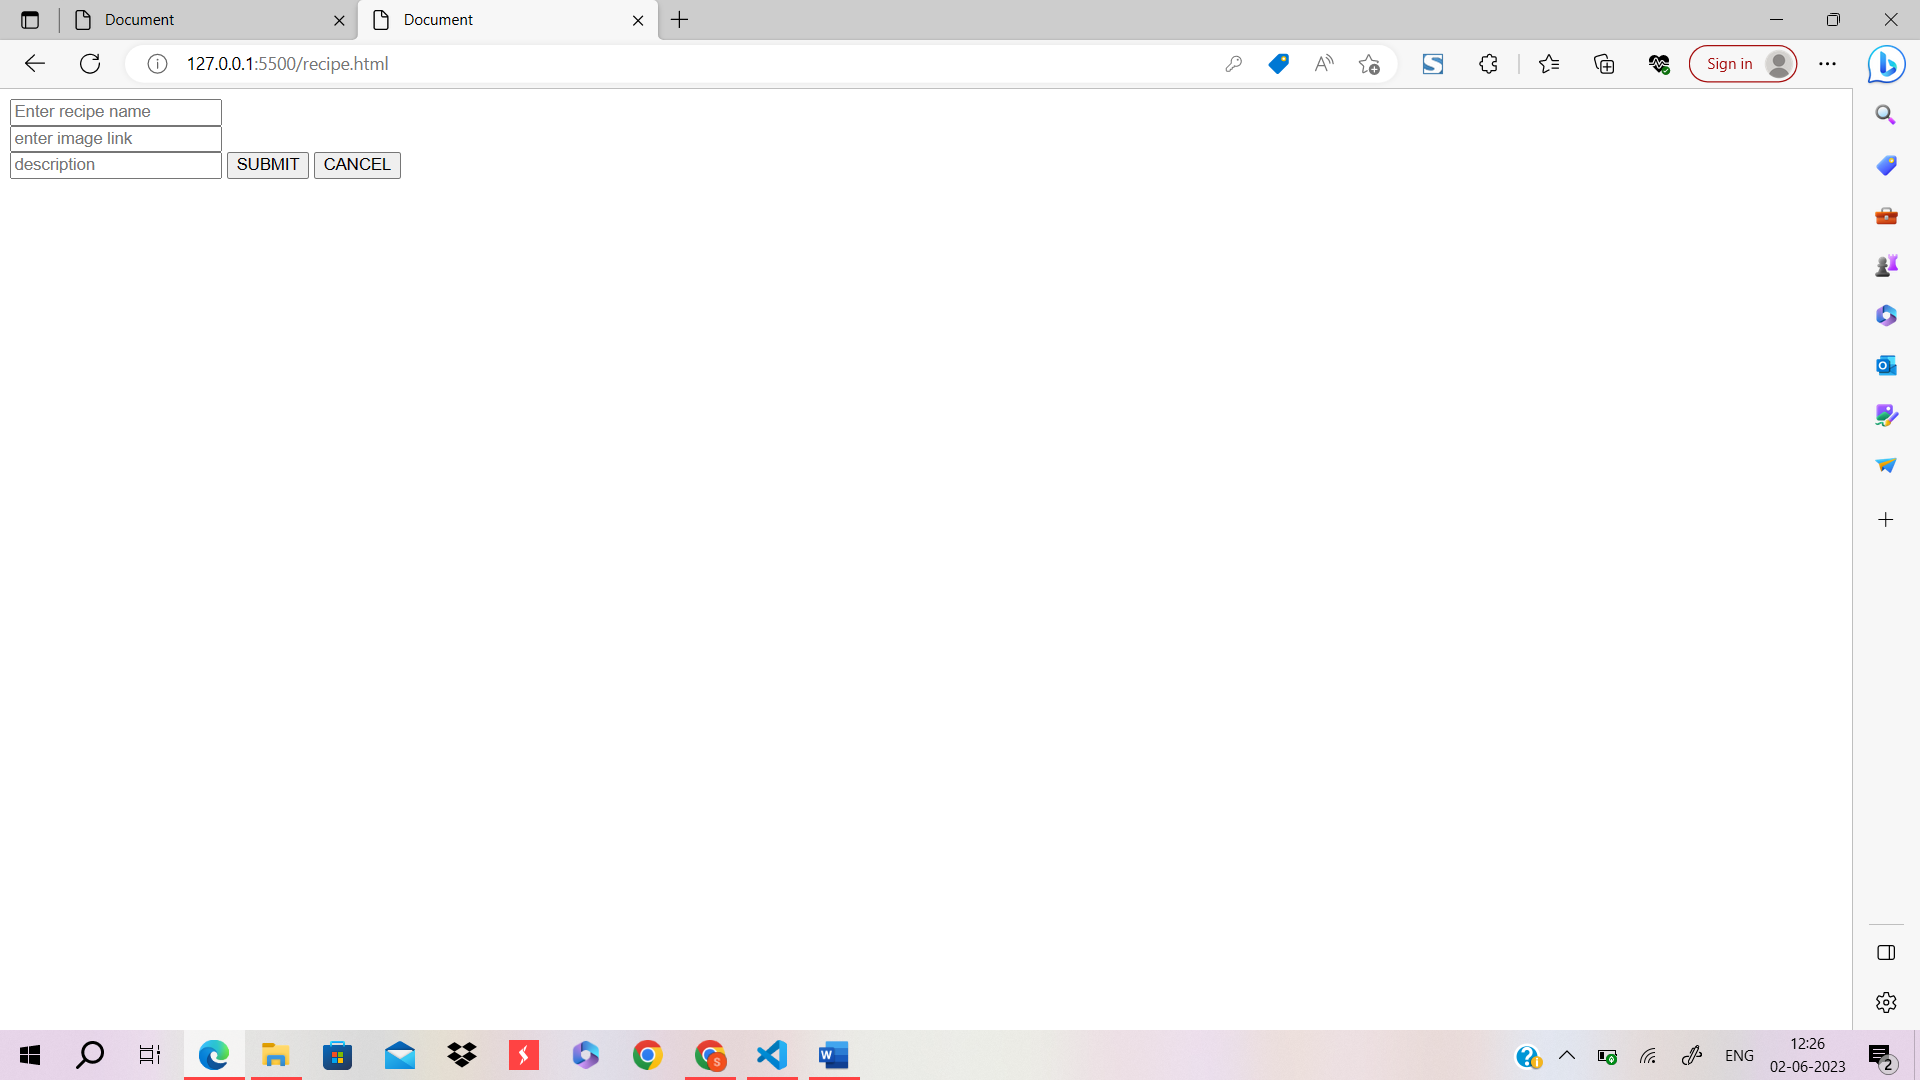 Document
Document
127.0.0.1:5500/recipe.html
Sign in
Enter recipe name
enter image link
description SUBMIT CANCEL
ENG
12:26
02-06-2023
2